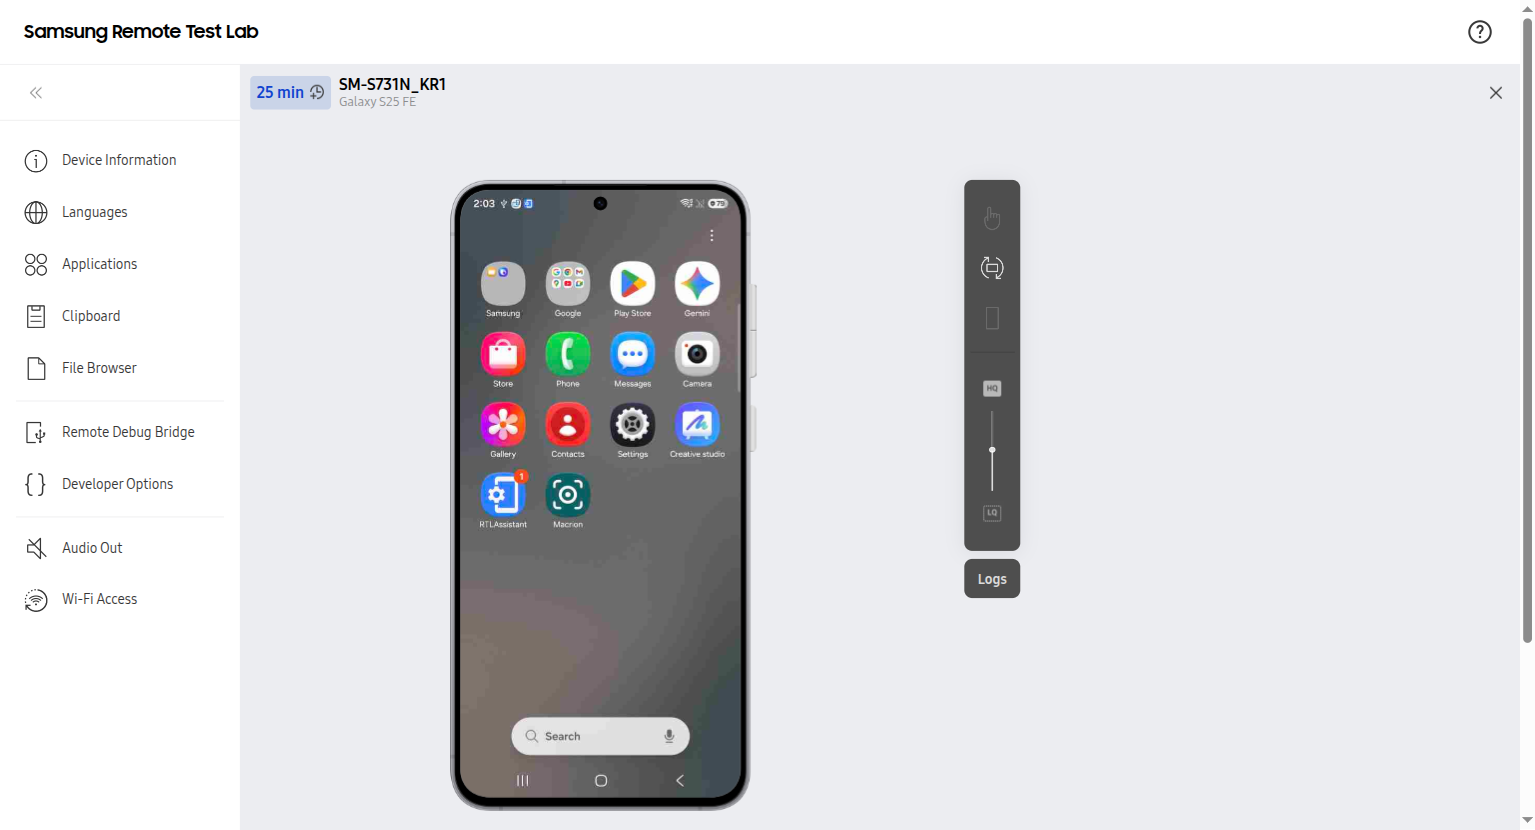 Samsung Remote Test Lab
?
25 min
SM-S731N_KR1
Galaxy S25 FE
Device Information
Languages
Applications
Clipboard
File Browser
Remote Debug Bridge
Developer Options
Audio Out
Wi-Fi Access
2:03
75
Samsung
Google
Play Store
Gemini
Store
Phone
Messages
Camera
Gallery
Contacts
Settings
Creative studio
1
RTLAssistant
Macrion
Search
HQ
LQ
Logs